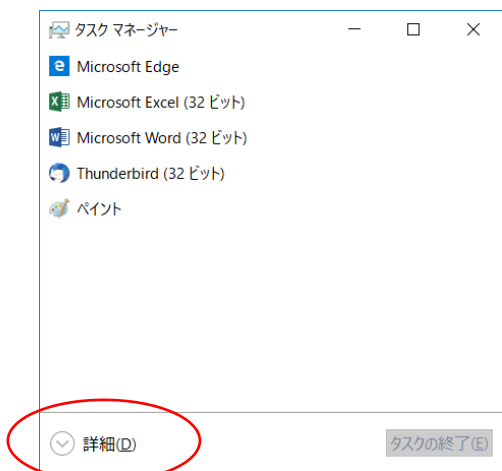 タスク マネージャー
Microsoft Edge
Microsoft Excel (32 ビット)
Microsoft Word (32 ビット)
Thunderbird (32 ビット)
ペイント
詳細(D) タスクの終了(E)